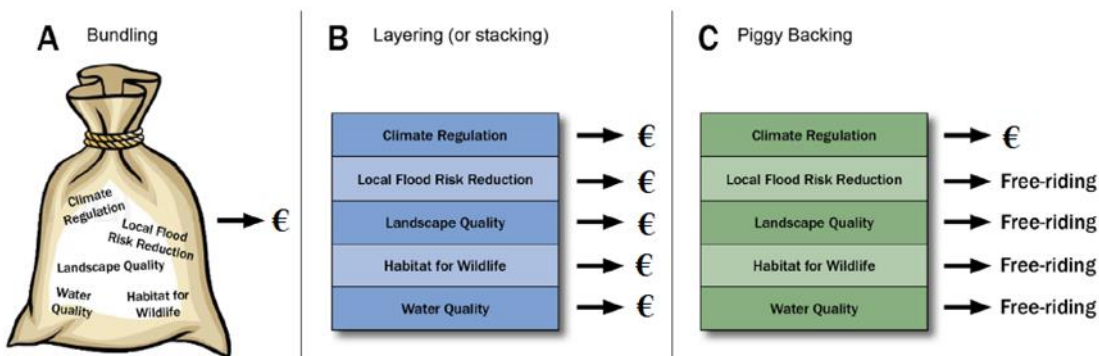 A Bundling
Climate
Regulation
Local Flood
Risk Reduction
Landscape Quality
Water
Quality
Habitat for
Wildlife
€
B Layering (or stacking)
Climate Regulation €
Local Flood Risk Reduction €
Landscape Quality €
Habitat for Wildlife €
Water Quality €
C Piggy Backing
Climate Regulation €
Local Flood Risk Reduction Free-riding
Landscape Quality Free-riding
Habitat for Wildlife Free-riding
Water Quality Free-riding